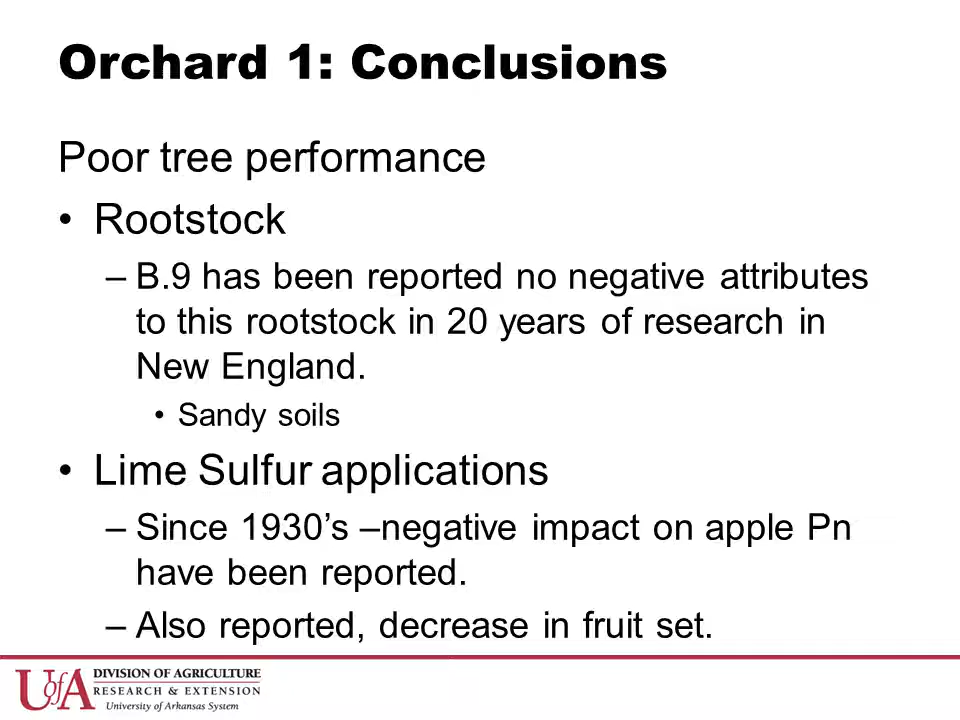 Orchard 1: Conclusions
Poor tree performance
• Rootstock
– B.9 has been reported no negative attributes
to this rootstock in 20 years of research in
New England.
• Sandy soils
• Lime Sulfur applications
– Since 1930’s –negative impact on apple Pn
have been reported.
– Also reported, decrease in fruit set.
UofA
DIVISION OF AGRICULTURE
RESEARCH & EXTENSION
University of Arkansas System